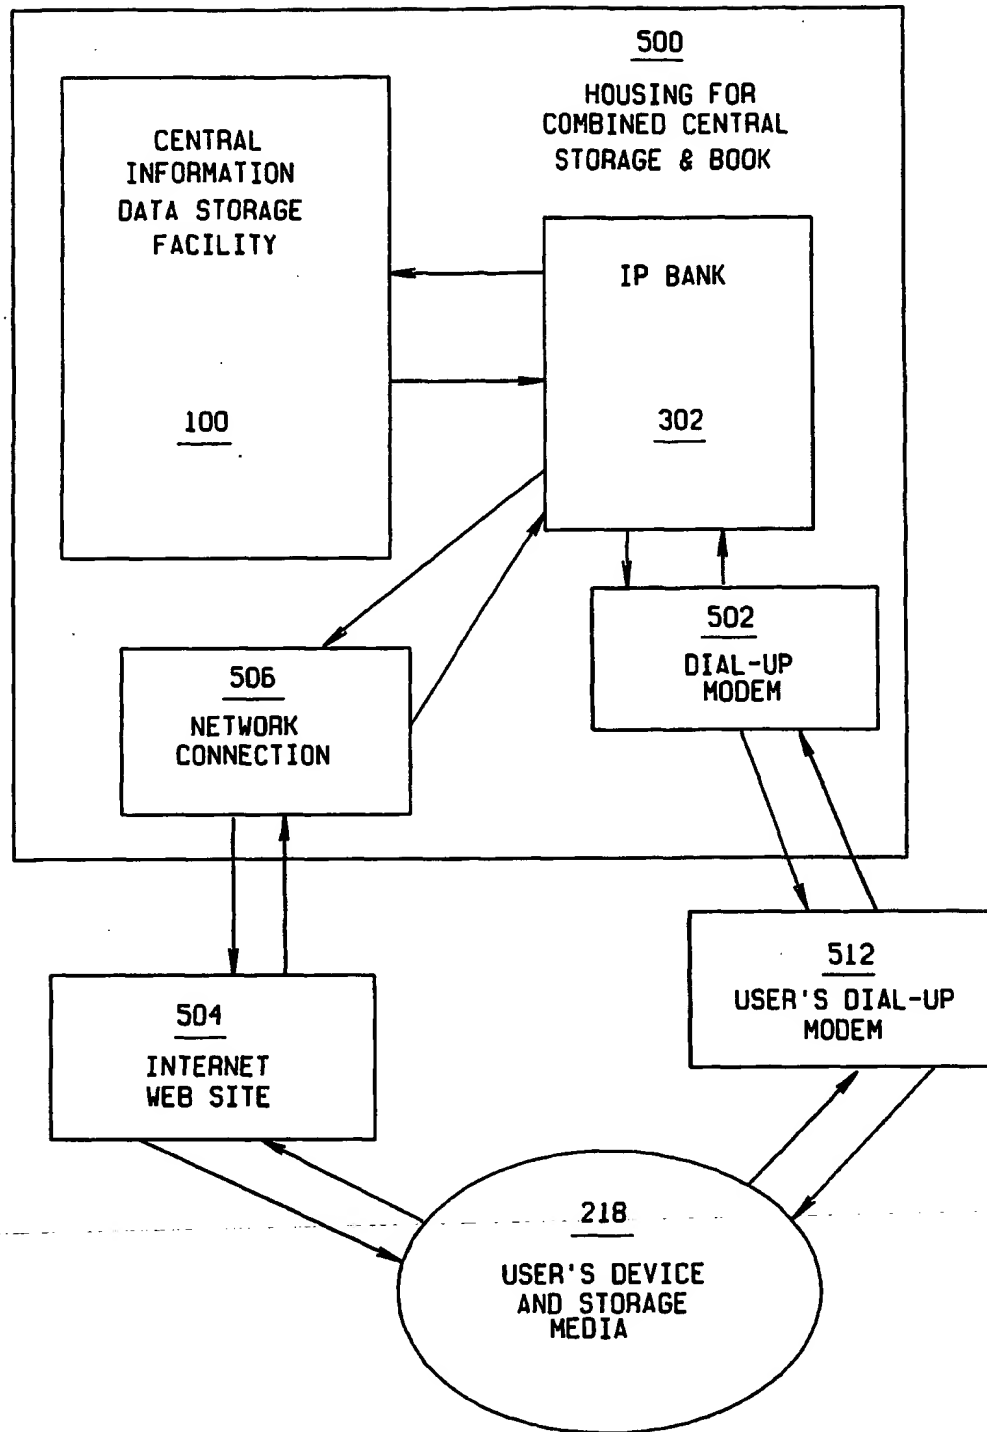 500
HOUSING FOR
COMBINED CENTRAL
STORAGE & BOOK
CENTRAL
INFORMATION
DATA STORAGE
FACILITY
100
IP BANK
302
502
DIAL-UP
MODEM
506
NETWORK
CONNECTION
504
INTERNET
WEB SITE
512
USER'S DIAL-UP
MODEM
218
USER'S DEVICE
AND STORAGE
MEDIA